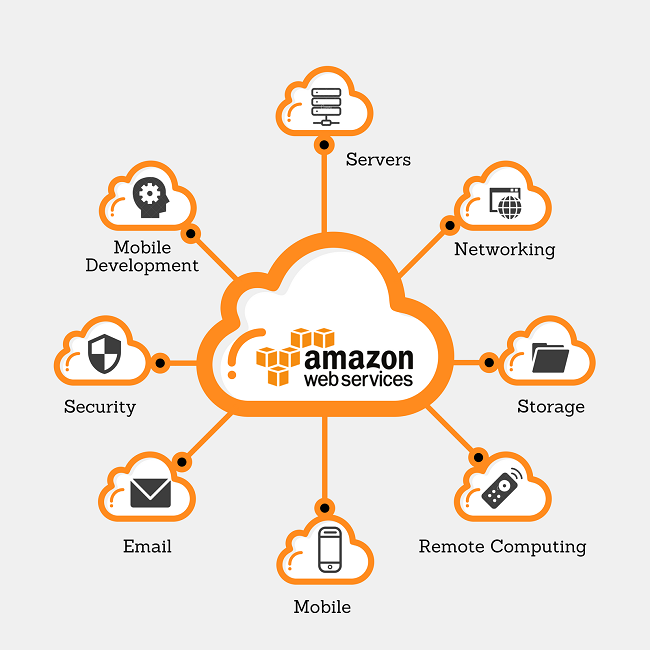 Servers
Mobile
Development
Networking
amazon
web services
Security
Storage
Email
Remote Computing
Mobile